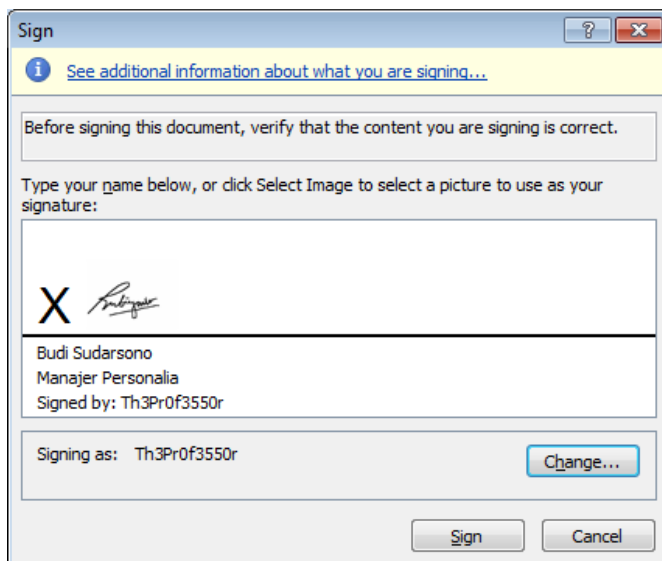 Sign
See additional information about what you are signing...
Before signing this document, verify that the content you are signing is correct.
Type your name below, or click Select Image to select a picture to use as your
signature:
X
Budi Sudarsono
Manajer Personalia
Signed by: Th3Pr0f3550r
Signing as: Th3Pr0f3550r
Change...
Sign
Cancel